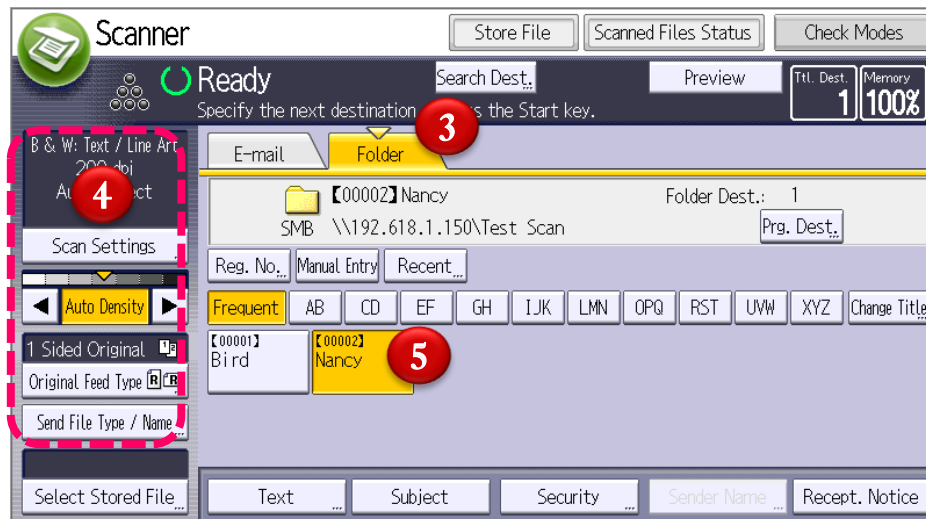 Scanner
Store File
Scanned Files Status
Check Modes
Ready
Search Dest.
Preview
Ttl. Dest.
1
Memory
100%
Specify the next destination s the Start key.
3
B & W: Text / Line Art
200 dpi
4
Scan Settings
Auto Density
1 Sided Original
Original Feed Type
Send File Type / Name
Select Stored File
E-mail
Folder
【00002】Nancy
Folder Dest.: 1
SMB \\192.618.1.150\Test Scan
Prg. Dest.
Reg. No.
Manual Entry
Recent
Frequent
AB
CD
EF
GH
IJK
LMN
OPQ
RST
UVW
XYZ
Change Title
【00001】
Bird
【00002】
Nancy
5
Text
Subject
Security
Sender Name
Recept. Notice